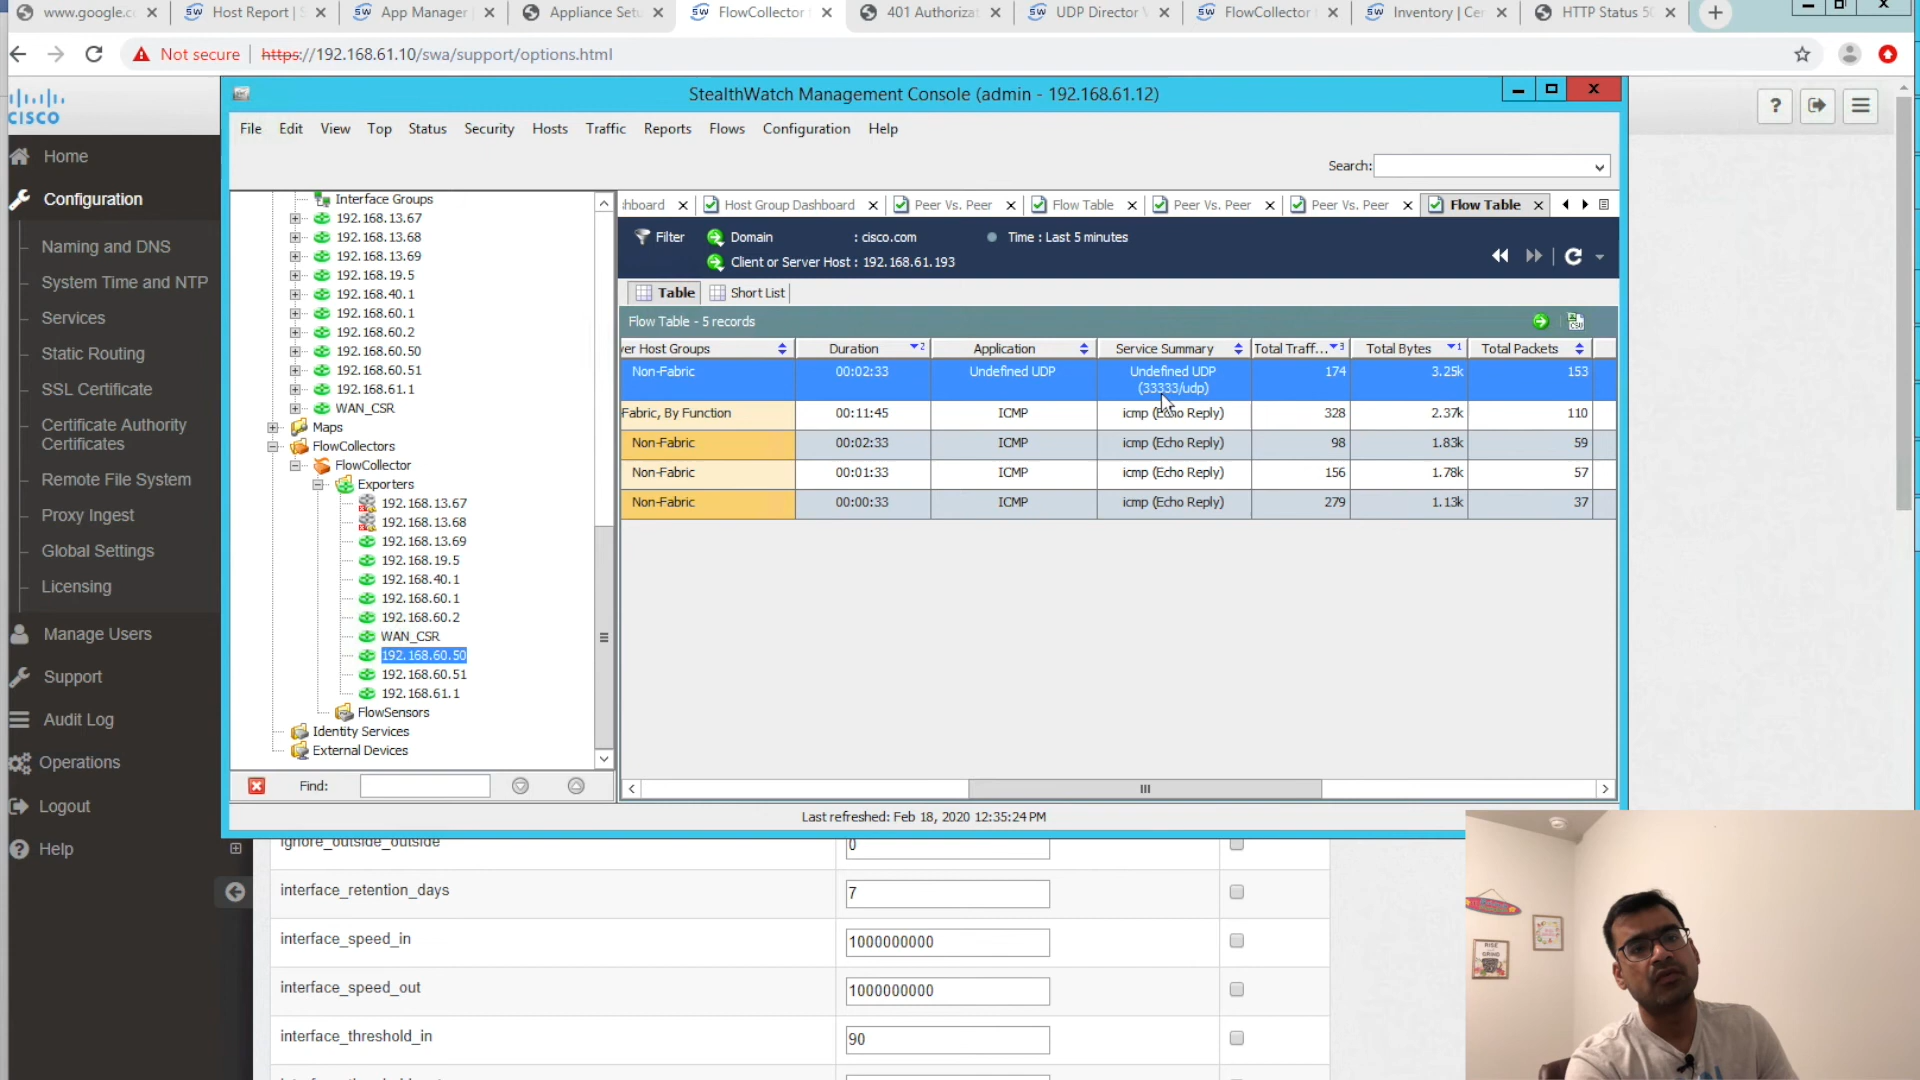 www.google.c
Host Report | S
App Manager |
Appliance Setu
FlowCollector
401 Authoriza
UDP Director V
FlowCollector
Inventory | Cen
HTTP Status 50
Not secure | https://192.168.61.10/swa/support/options.html
CISCO
Home
Configuration
Naming and DNS
System Time and NTP
Services
Static Routing
SSL Certificate
Certificate Authority
Certificates
Remote File System
Proxy Ingest
Global Settings
Licensing
Manage Users
Support
Audit Log
Operations
Logout
Help
StealthWatch Management Console (admin - 192.168.61.12)
File Edit View Top Status Security Hosts Traffic Reports Flows Configuration Help
Search:
Interface Groups
192.168.13.67
192.168.13.68
192.168.13.69
192.168.19.5
192.168.40.1
192.168.60.1
192.168.60.2
192.168.60.50
192.168.60.51
192.168.61.1
WAN_CSR
Maps
FlowCollectors
FlowCollector
Exporters
192.168.13.67
192.168.13.68
192.168.13.69
192.168.19.5
192.168.40.1
192.168.60.1
192.168.60.2
WAN_CSR
192.168.60.50
192.168.60.51
192.168.61.1
FlowSensors
Identity Services
External Devices
Find:
hboard Host Group Dashboard Peer Vs. Peer Flow Table Peer Vs. Peer Peer Vs. Peer Flow Table
Filter Domain : cisco.com Time : Last 5 minutes
Client or Server Host : 192.168.61.193
Table Short List
Flow Table - 5 records
ver Host Groups Duration 2 Application Service Summary Total Traff... 3 Total Bytes 1 Total Packets
Non-Fabric 00:02:33 Undefined UDP Undefined UDP (33333/udp) 174 3.25k 153
Fabric, By Function 00:11:45 ICMP icmp (Echo Reply) 328 2.37k 110
Non-Fabric 00:02:33 ICMP icmp (Echo Reply) 98 1.83k 59
Non-Fabric 00:01:33 ICMP icmp (Echo Reply) 156 1.78k 57
Non-Fabric 00:00:33 ICMP icmp (Echo Reply) 279 1.13k 37
Last refreshed: Feb 18, 2020 12:35:24 PM
ignore_outside_outside 0
interface_retention_days 7
interface_speed_in 1000000000
interface_speed_out 1000000000
interface_threshold_in 90
RISE
GRIND